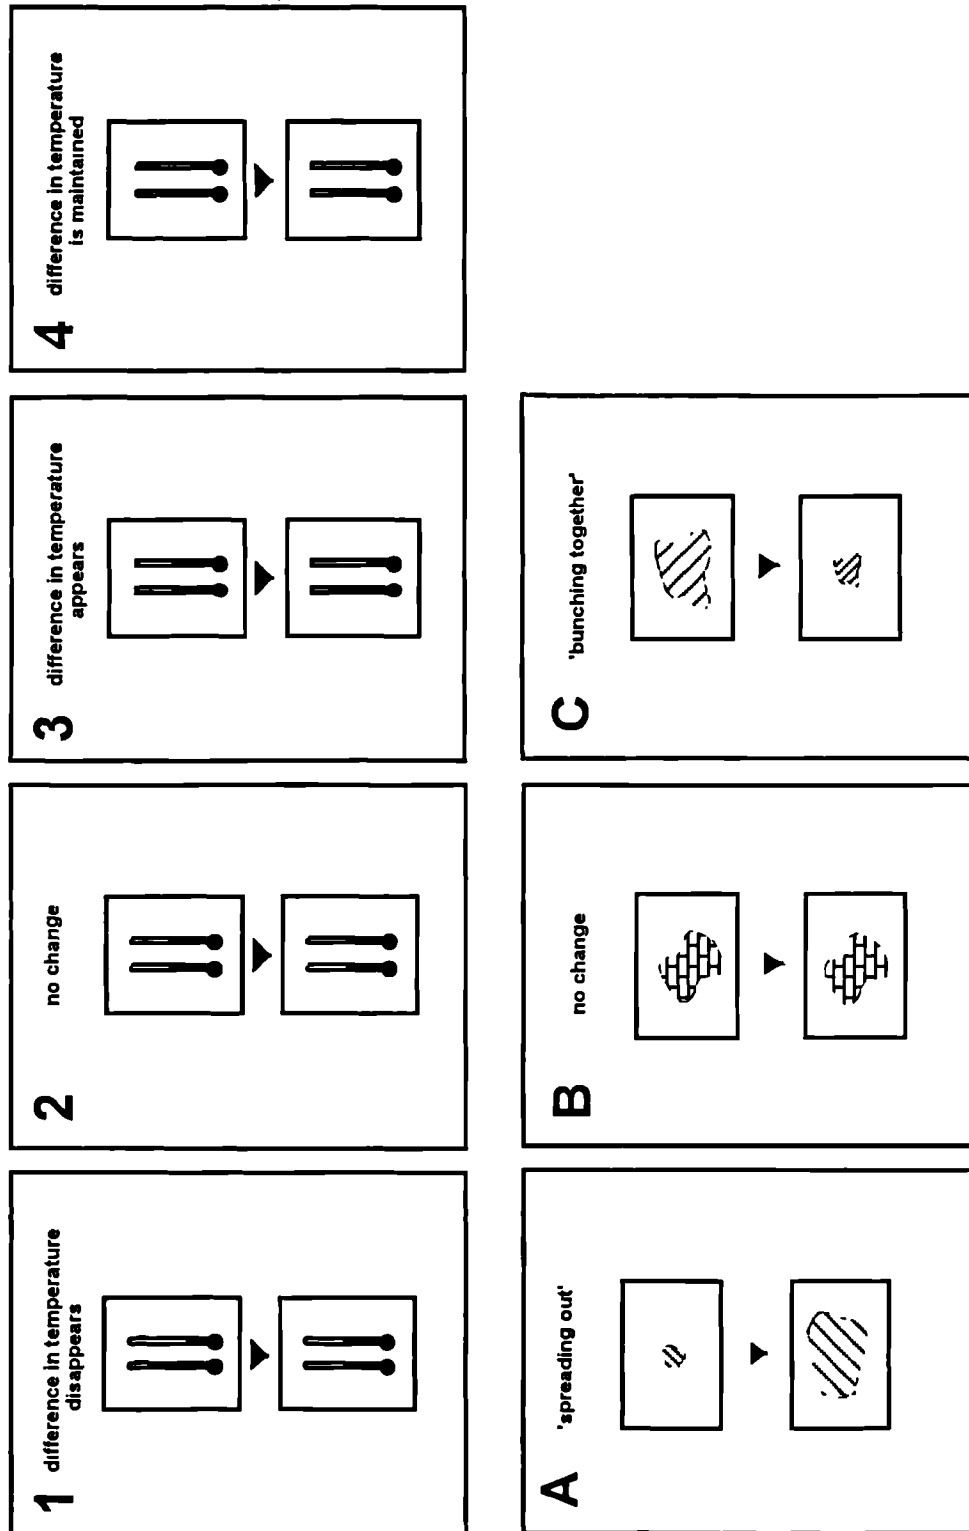 1
difference in temperature
disappears
2
no change
3
difference in temperature
appears
4
difference in temperature
is maintained
A
'spreading out'
B
no change
C
'bunching together'